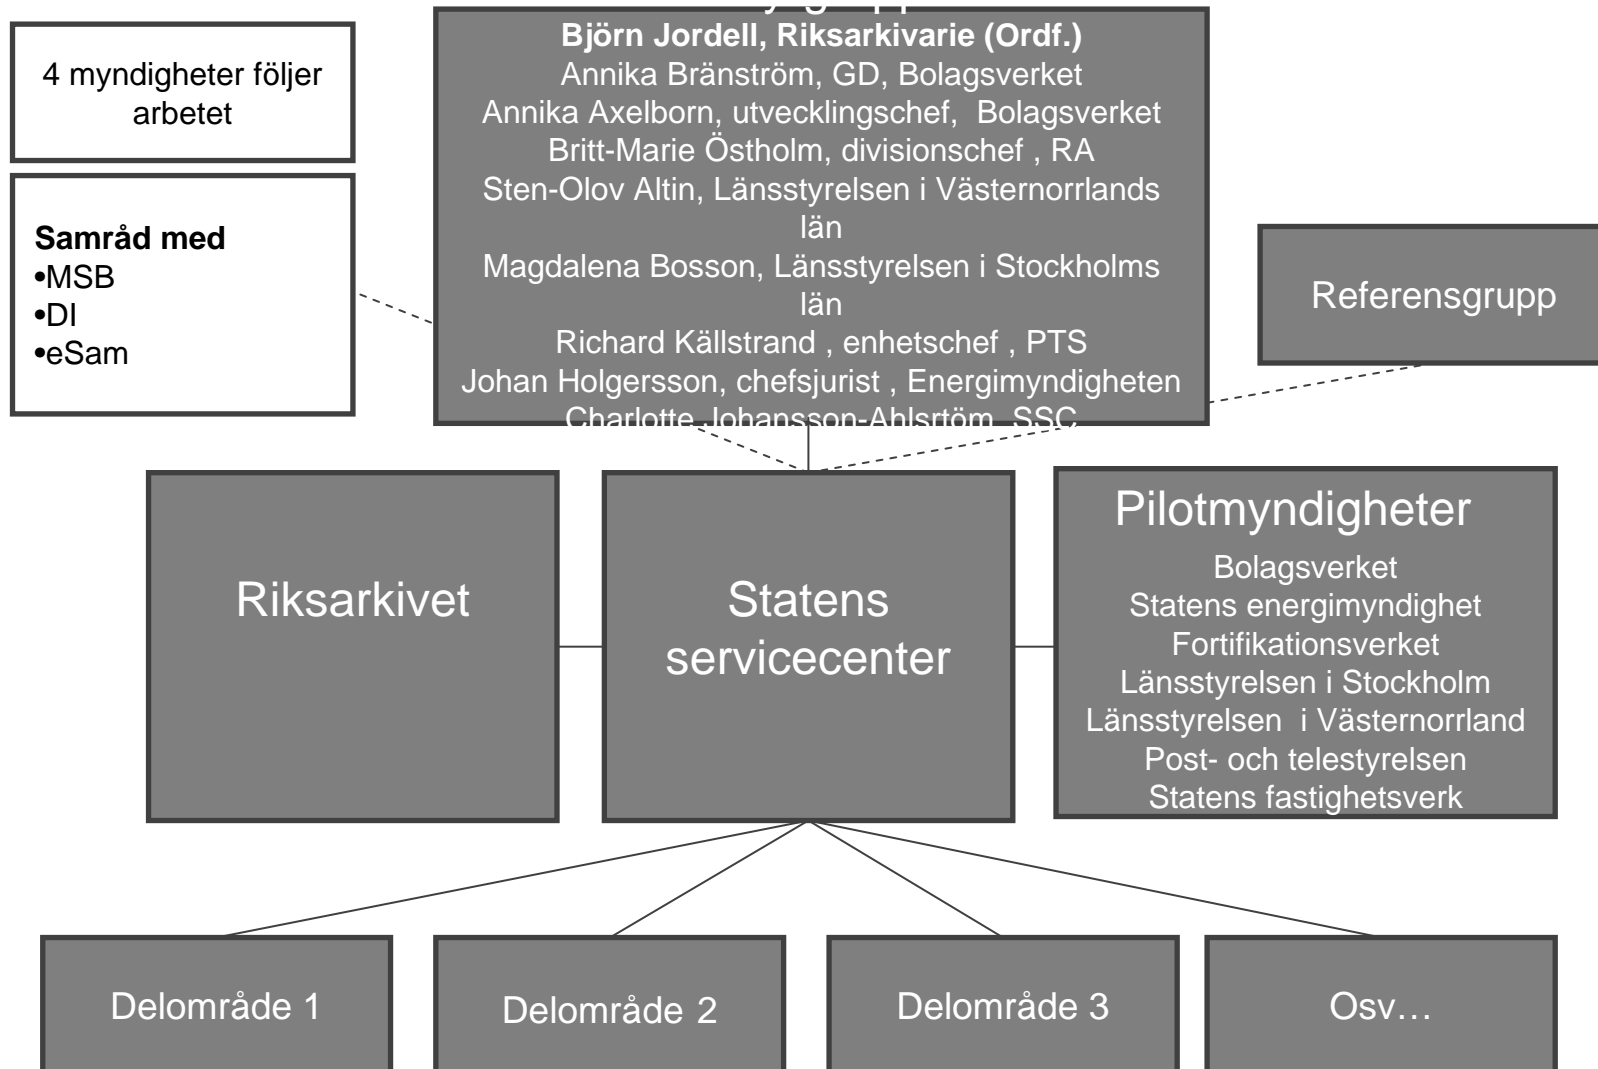 4 myndigheter följer
arbetet
Samråd med
•MSB
•DI
•eSam
Björn Jordell, Riksarkivarie (Ordf.)
Annika Bränström, GD, Bolagsverket
Annika Axelborn, utvecklingschef, Bolagsverket
Britt-Marie Östholm, divisionschef , RA
Sten-Olov Altin, Länsstyrelsen i Västernorrlands
län
Magdalena Bosson, Länsstyrelsen i Stockholms
län
Richard Källstrand , enhetschef , PTS
Johan Holgersson, chefsjurist , Energimyndigheten
Charlotte Johansson-Ahlsrtöm, SSC
Referensgrupp
Riksarkivet
Statens
servicecenter
Pilotmyndigheter
Bolagsverket
Statens energimyndighet
Fortifikationsverket
Länsstyrelsen i Stockholm
Länsstyrelsen i Västernorrland
Post- och telestyrelsen
Statens fastighetsverk
Delområde 1
Delområde 2
Delområde 3
Osv…